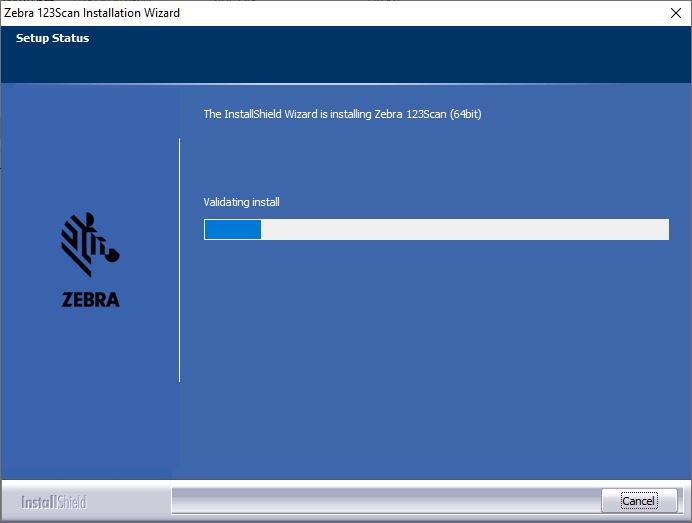 Zebra 123Scan Installation Wizard
Setup Status
The InstallShield Wizard is installing Zebra 123Scan (64bit)
Validating install
ZEBRA
InstallShield
Cancel